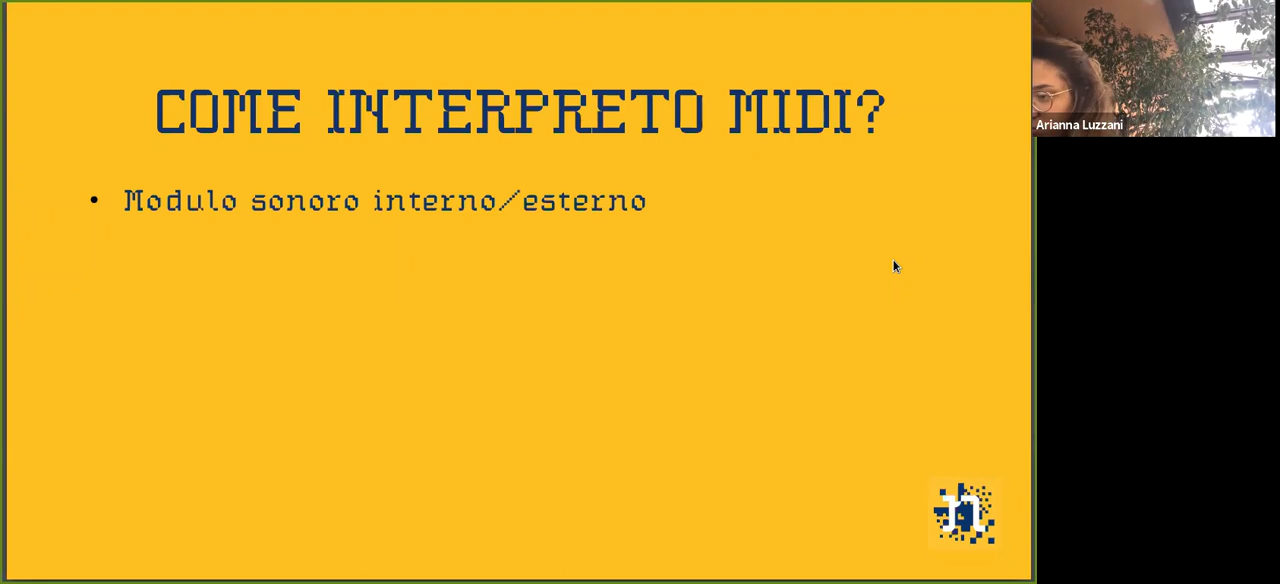 COME INTERPRETO MIDI?
• Modulo sonoro interno/esterno
n
Arianna Luzzani